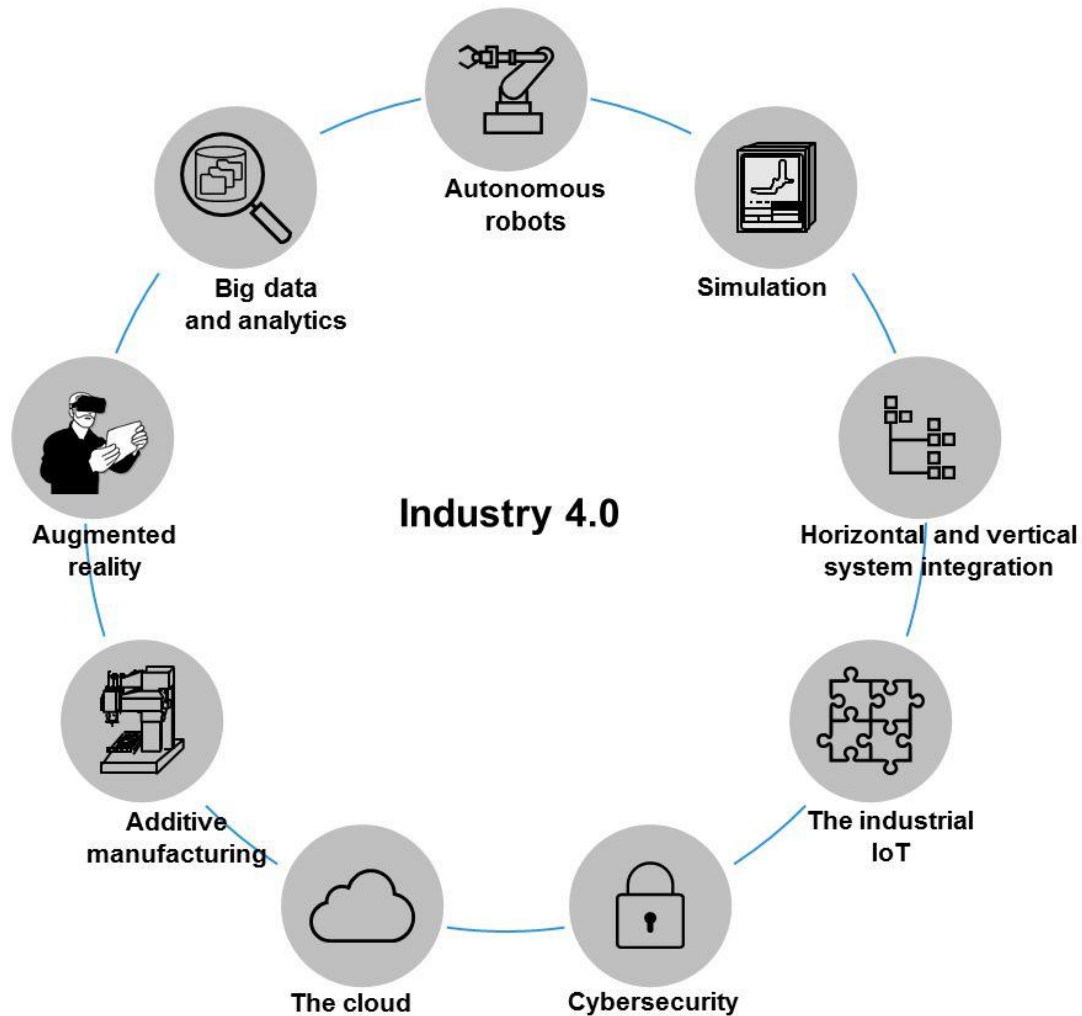 Autonomous
robots
Simulation
Horizontal and vertical
system integration
The industrial
IoT
Cybersecurity
The cloud
Additive
manufacturing
Augmented
reality
Big data
and analytics
Industry 4.0